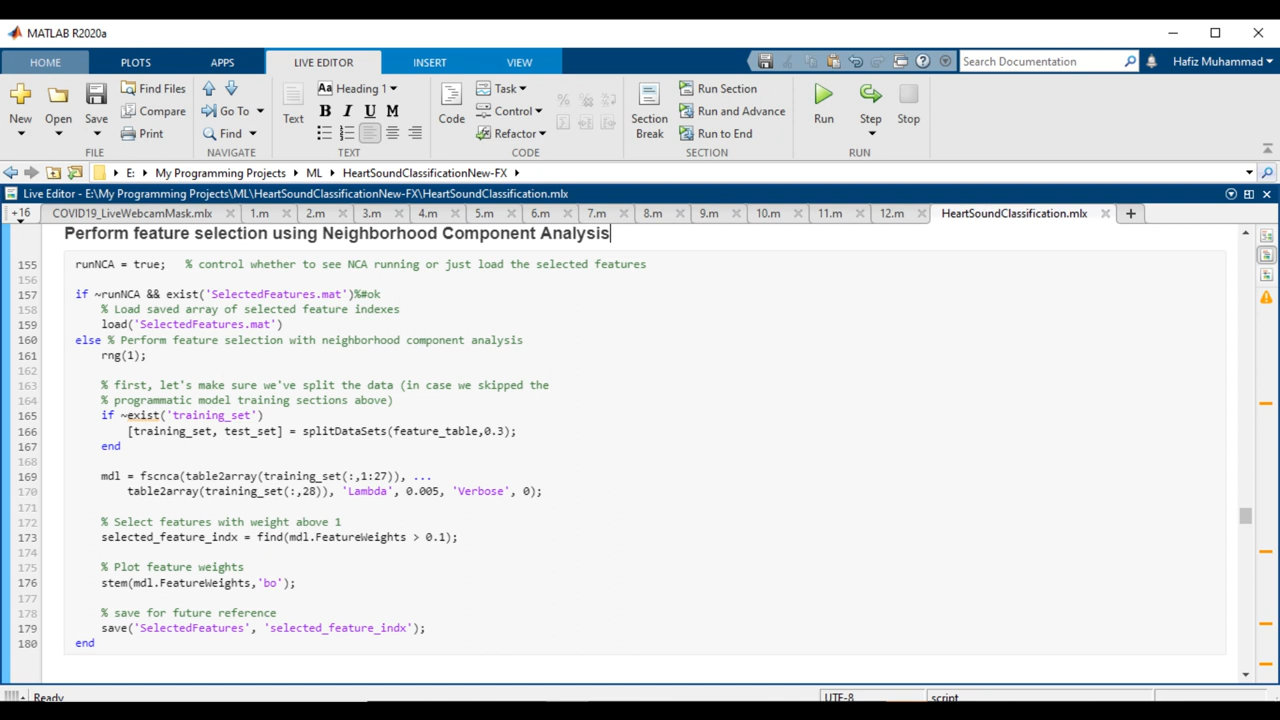 MATLAB R2020a
HOME PLOTS APPS LIVE EDITOR INSERT VIEW Search Documentation Hafiz Muhammad
New Open Save Find Files Compare Print
Go To Find
Text Aa Heading 1 B I U M
Code Task Control Refactor
Section Break Run Section Run and Advance Run to End
Run Step Stop
FILE NAVIGATE TEXT CODE SECTION RUN
E: My Programming Projects ML HeartSoundClassificationNew-FX
Live Editor - E:\My Programming Projects\ML\HeartSoundClassificationNew-FX\HeartSoundClassification.mlx
+16 COVID19_LiveWebcamMask.mlx 1.m 2.m 3.m 4.m 5.m 6.m 7.m 8.m 9.m 10.m 11.m 12.m HeartSoundClassification.mlx
Perform feature selection using Neighborhood Component Analysis
155 runNCA = true; % control whether to see NCA running or just load the selected features
156
157 if ~runNCA && exist('SelectedFeatures.mat')%#ok
158 % Load saved array of selected feature indexes
159 load('SelectedFeatures.mat')
160 else % Perform feature selection with neighborhood component analysis
161 rng(1);
162
163 % first, let's make sure we've split the data (in case we skipped the
164 % programmatic model training sections above)
165 if ~exist('training_set')
166 [training_set, test_set] = splitDataSets(feature_table,0.3);
167 end
168
169 mdl = fscnca(table2array(training_set(:,1:27)), ...
170 table2array(training_set(:,28)), 'Lambda', 0.005, 'Verbose', 0);
171
172 % Select features with weight above 1
173 selected_feature_indx = find(mdl.FeatureWeights > 0.1);
174
175 % Plot feature weights
176 stem(mdl.FeatureWeights,'bo');
177
178 % save for future reference
179 save('SelectedFeatures', 'selected_feature_indx');
180 end
Ready UTF-8 script